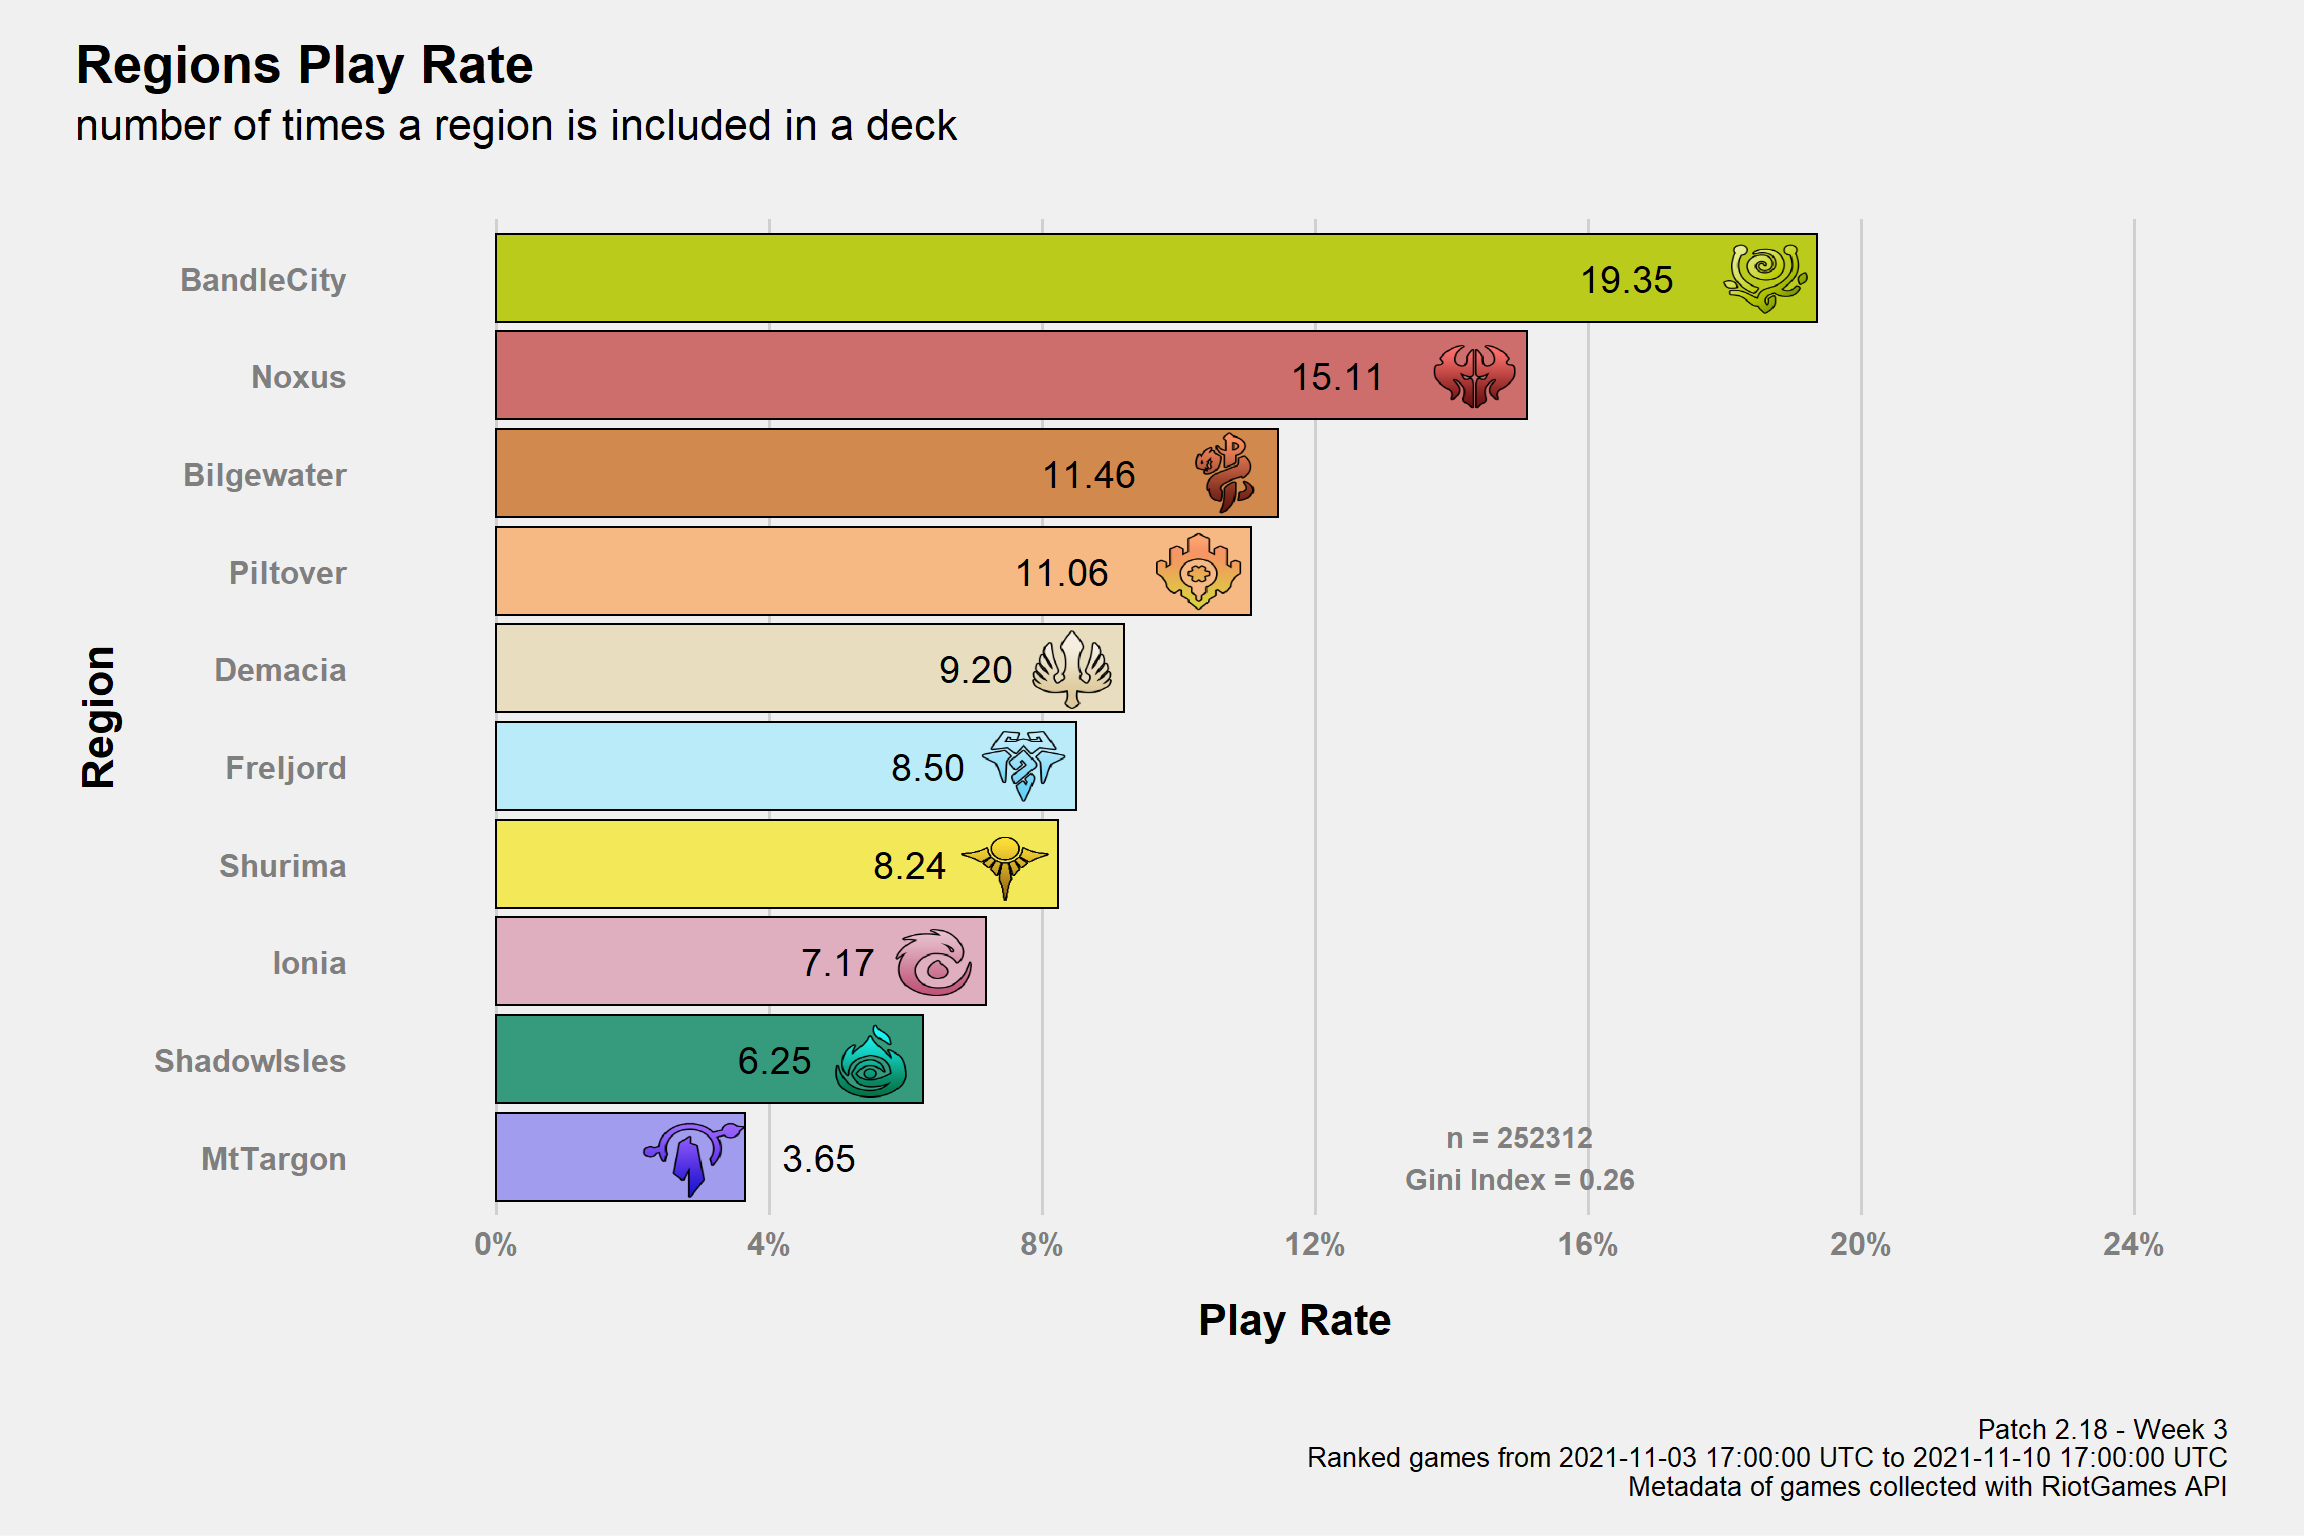 Regions Play Rate
number of times a region is included in a deck
BandleCity
19.35
Noxus
15.11
Bilgewater
11.46
Piltover
11.06
Demacia
9.20
Freljord
8.50
Shurima
8.24
Ionia
7.17
ShadowIsles
6.25
MtTargon
3.65
Region
n = 252312
Gini Index = 0.26
0%
4%
8%
12%
16%
20%
24%
Play Rate
Patch 2.18 - Week 3
Ranked games from 2021-11-03 17:00:00 UTC to 2021-11-10 17:00:00 UTC
Metadata of games collected with RiotGames API